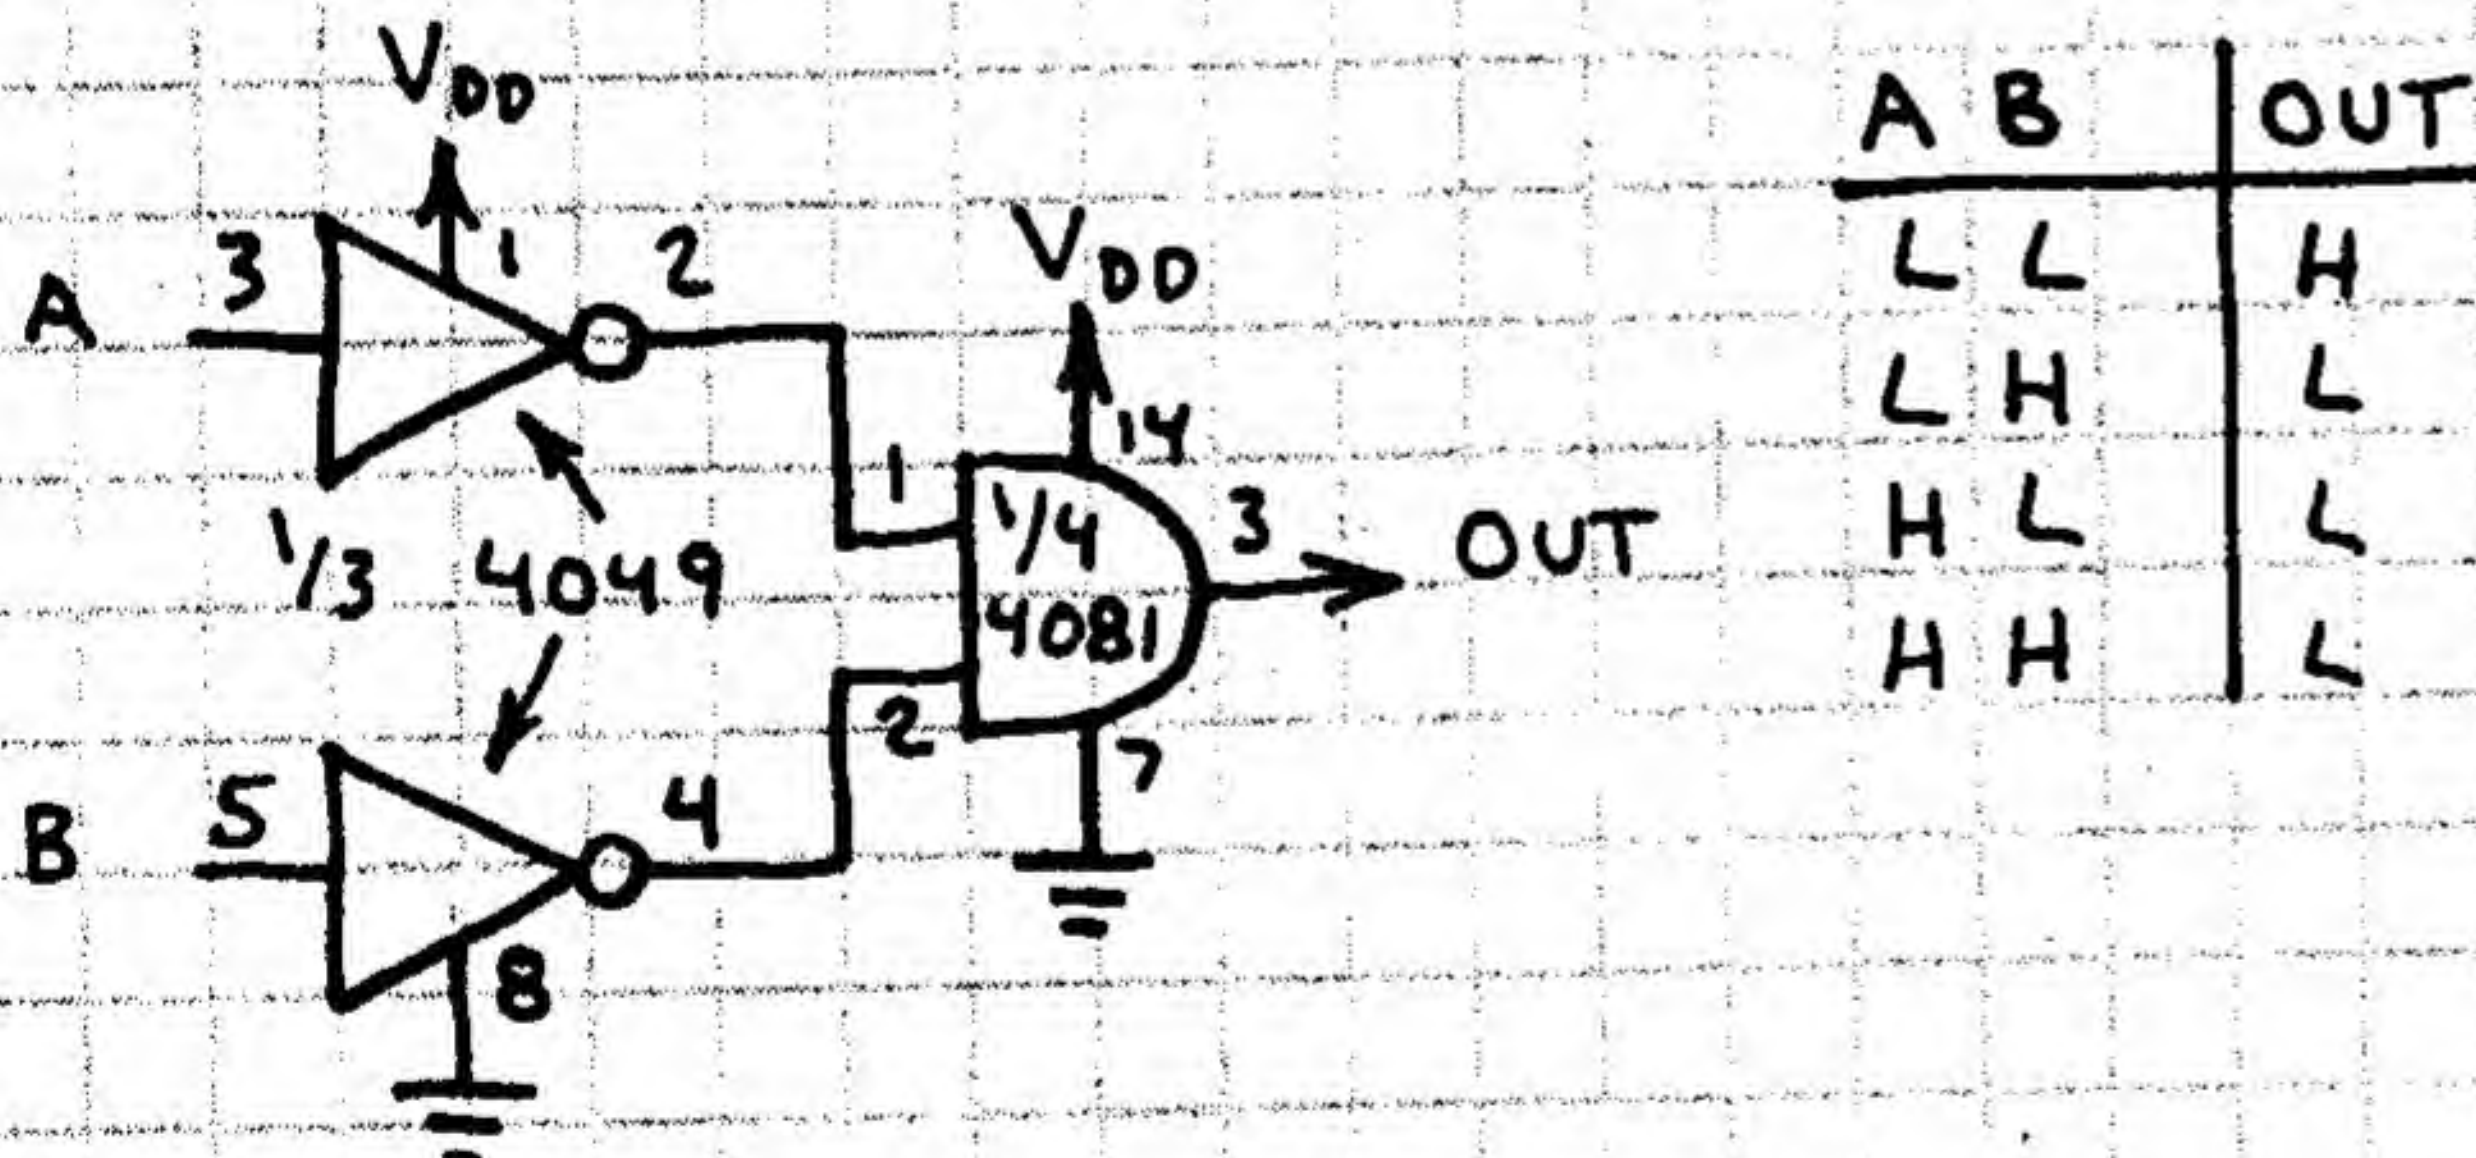 VDD
A 3 1 2
VDD
14
1/3 4049
1 1/4 3 OUT
4081
2 7
B 5 4
8
A B OUT
L L H
L H L
H L L
H H L